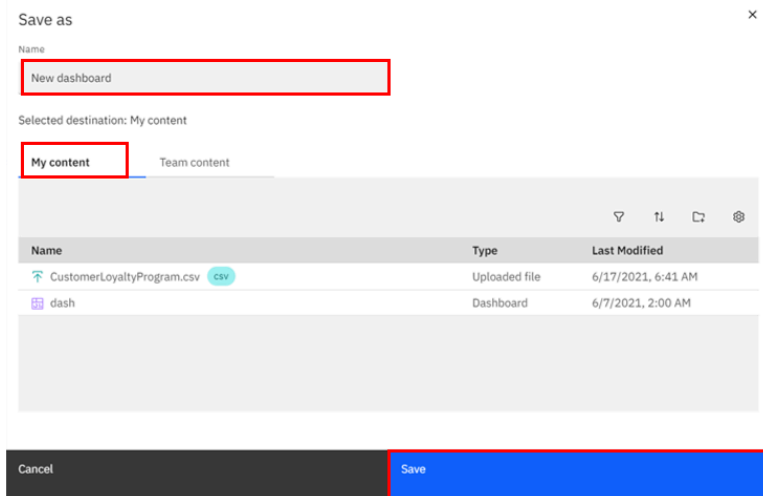 Save as
Name
New dashboard
Selected destination: My content
My content Team content
Name Type Last Modified
CustomerLoyaltyProgram.csv csv Uploaded file 6/17/2021, 6:41 AM
dash Dashboard 6/7/2021, 2:00 AM
Cancel Save